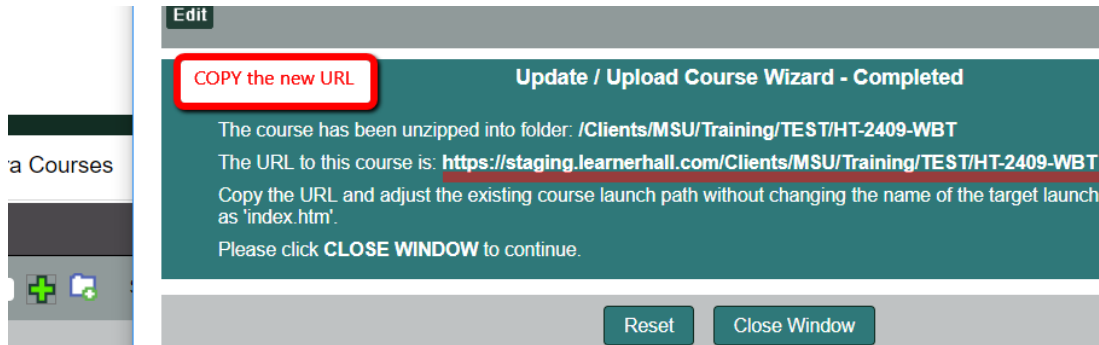 Edit
COPY the new URL
Update / Upload Course Wizard - Completed
The course has been unzipped into folder: /Clients/MSU/Training/TEST/HT-2409-WBT
ra Courses
The URL to this course is: https://staging.learnerhall.com/Clients/MSU/Training/TEST/HT-2409-WBT
Copy the URL and adjust the existing course launch path without changing the name of the target launch
as 'index.htm'.
Please click CLOSE WINDOW to continue.
Reset
Close Window